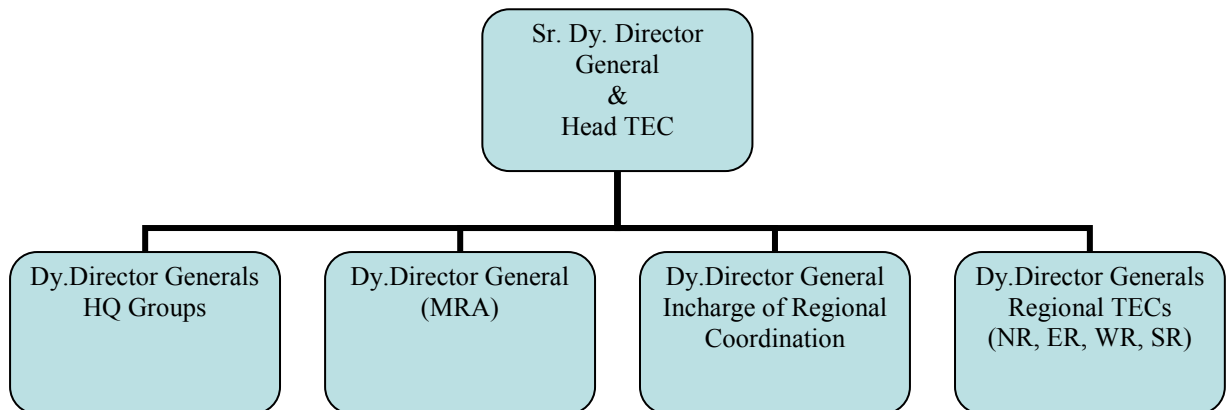 Sr. Dy. Director
General
&
Head TEC
Dy.Director Generals
HQ Groups
Dy.Director General
(MRA)
Dy.Director General
Incharge of Regional
Coordination
Dy.Director Generals
Regional TECs
(NR, ER, WR, SR)